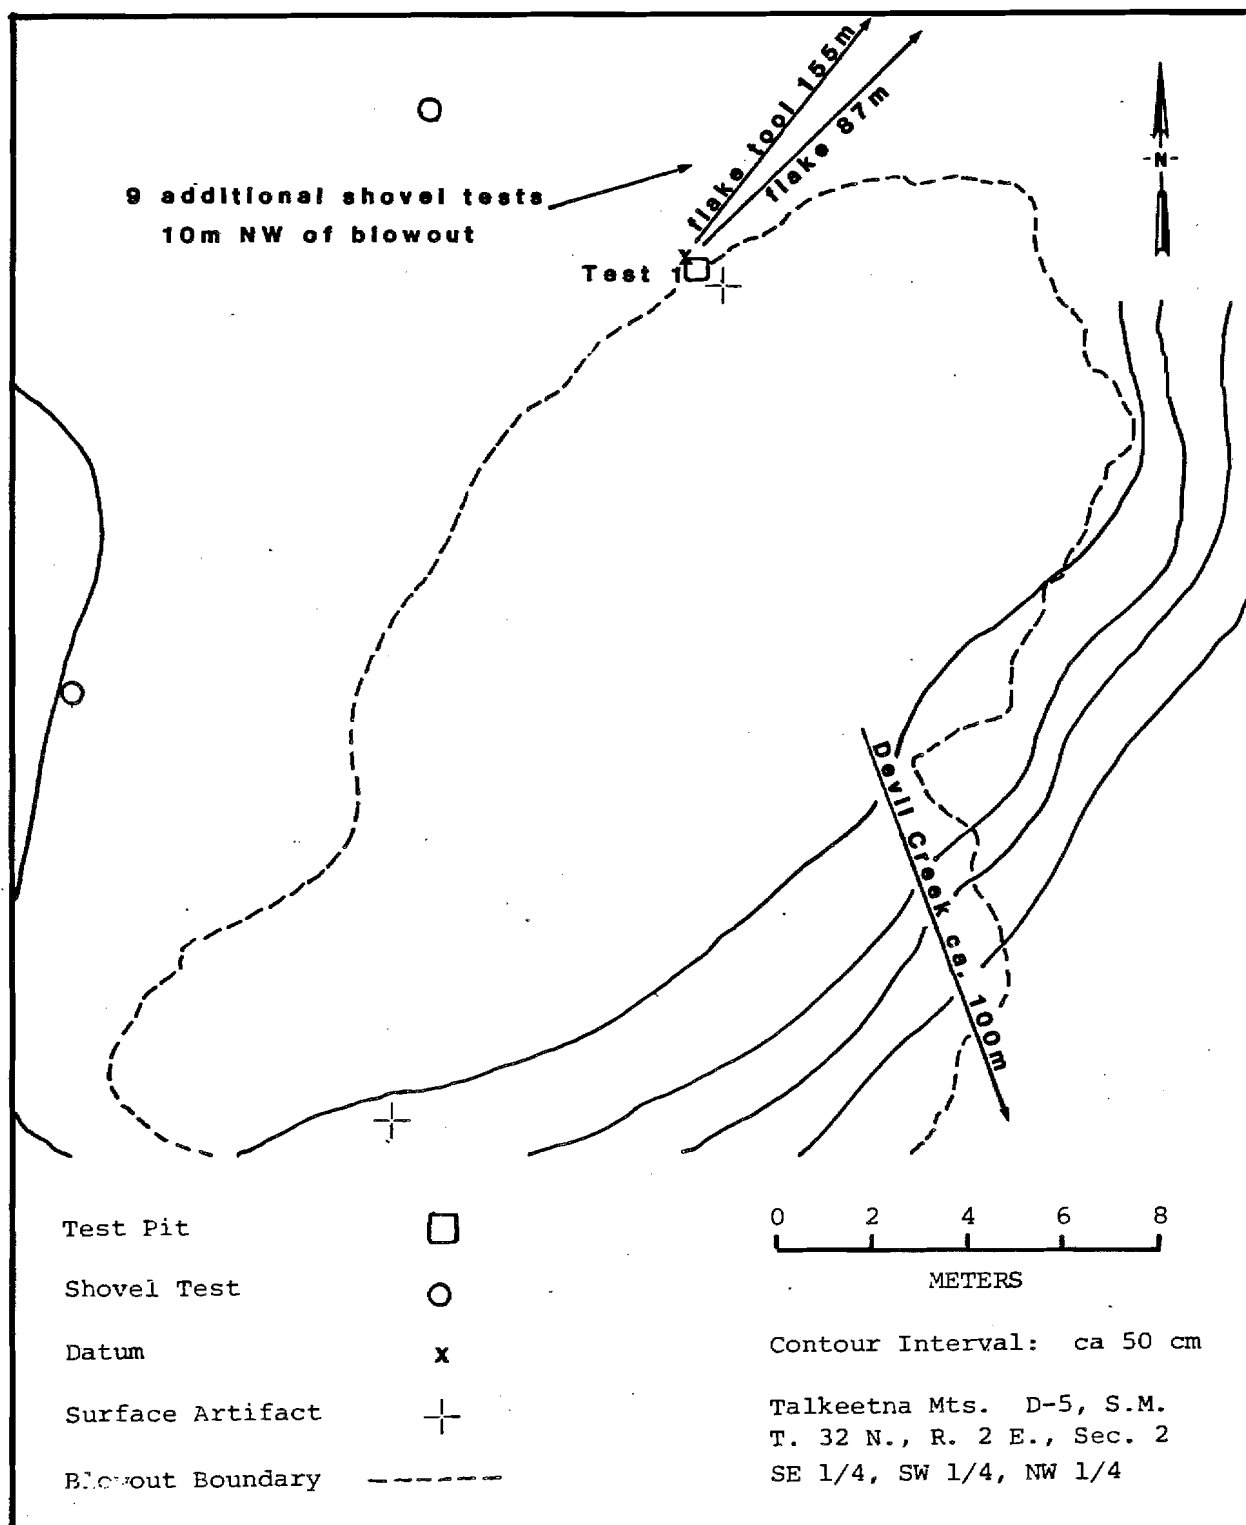 flake tool 155m
flake 87m
N
9 additional shovel tests
10m NW of blowout
x
Test 1
Devil Creek ca. 100m
Test Pit
Shovel Test
Datum x
Surface Artifact
Blowout Boundary
0 2 4 6 8
METERS
Contour Interval: ca 50 cm
Talkeetna Mts. D-5, S.M.
T. 32 N., R. 2 E., Sec. 2
SE 1/4, SW 1/4, NW 1/4